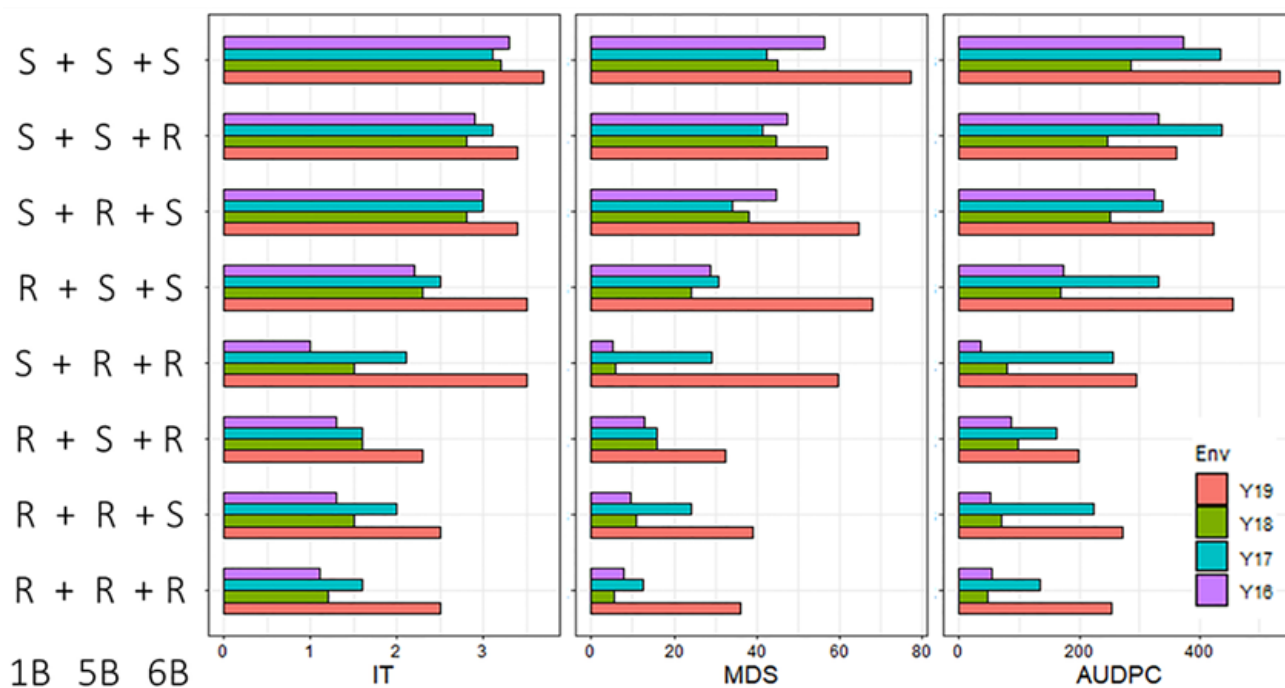 S + S + S
S + S + R
S + R + S
R + S + S
S + R + R
R + S + R
R + R + S
R + R + R
1B 5B 6B
0 1 2 3
IT
0 20 40 60 80
MDS
0 200 400
AUDPC
Env
Y19
Y18
Y17
Y16